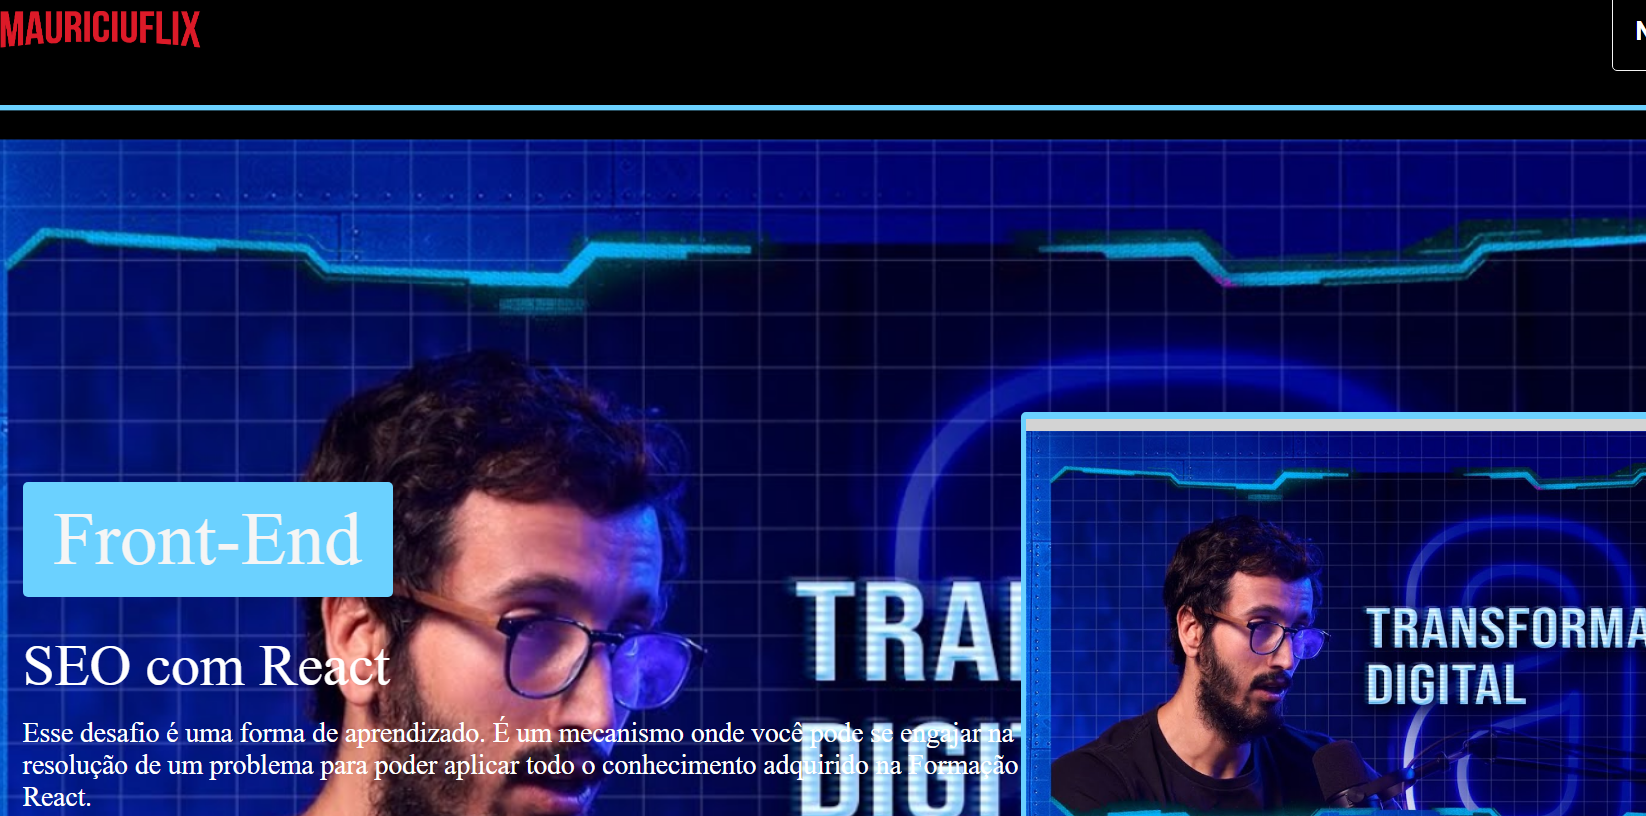 MAURICIUFLIX
N
Front-End
SEO com React
Esse desafio é uma forma de aprendizado. É um mecanismo onde você pode se engajar na
resolução de um problema para poder aplicar todo o conhecimento adquirido na Formação
React.
TRA
DIGI
TRANSFORMA
DIGITAL